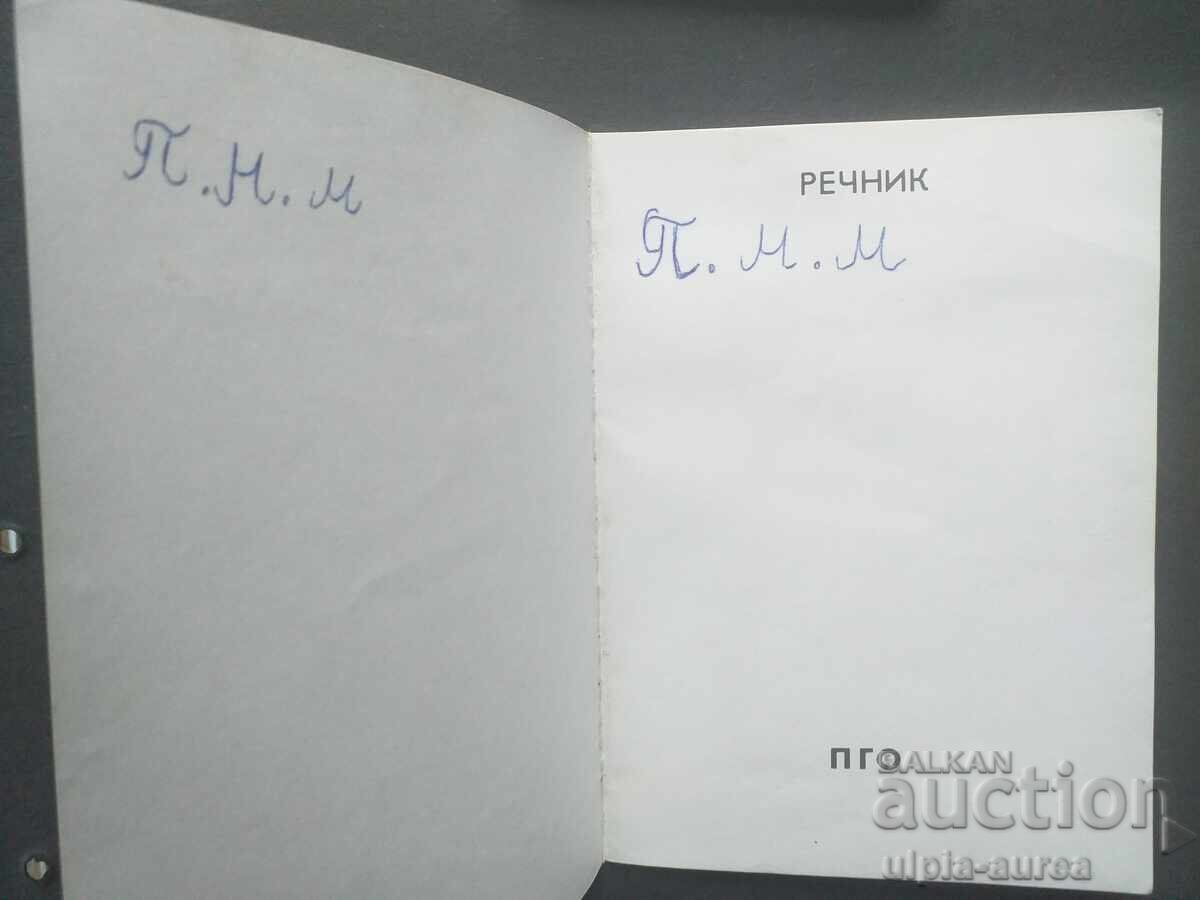 П.Н.м
РЕЧНИК
П.Н.М
ПГО
BALKAN
auction
ulpia-aurea